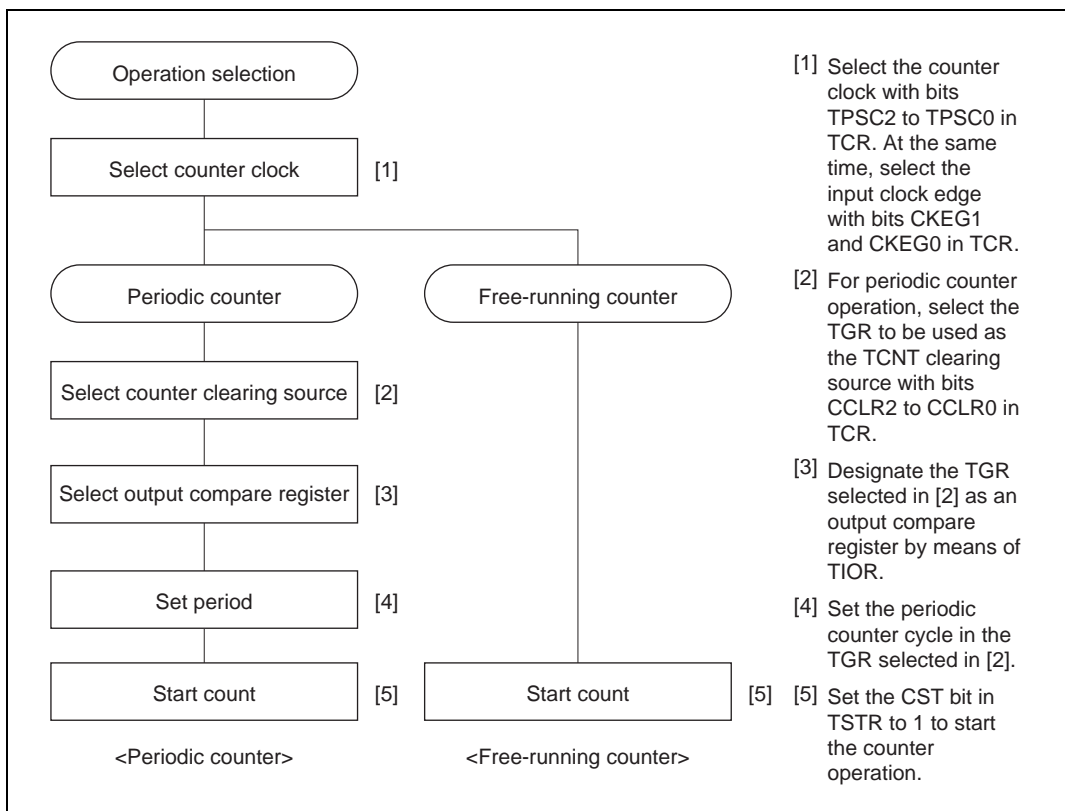 Operation selection
Select counter clock [1]
Periodic counter
Free-running counter
Select counter clearing source [2]
Select output compare register [3]
Set period [4]
Start count [5]
Start count [5]
<Periodic counter>
<Free-running counter>
[1] Select the counter
clock with bits
TPSC2 to TPSC0 in
TCR. At the same
time, select the
input clock edge
with bits CKEG1
and CKEG0 in TCR.
[2] For periodic counter
operation, select the
TGR to be used as
the TCNT clearing
source with bits
CCLR2 to CCLR0 in
TCR.
[3] Designate the TGR
selected in [2] as an
output compare
register by means of
TIOR.
[4] Set the periodic
counter cycle in the
TGR selected in [2].
[5] Set the CST bit in
TSTR to 1 to start
the counter
operation.